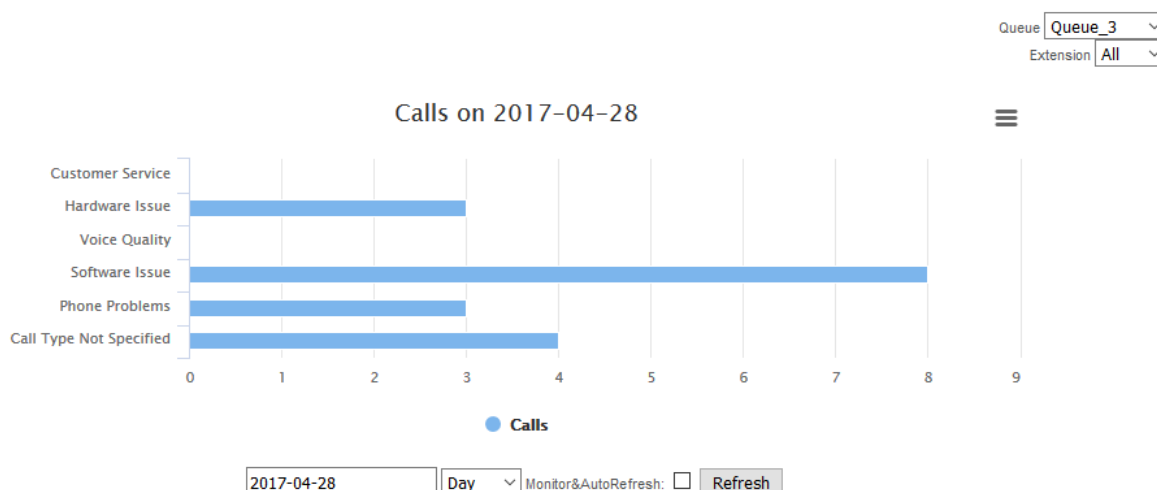 Queue Queue_3
Extension All
Calls on 2017-04-28
Customer Service
Hardware Issue
Voice Quality
Software Issue
Phone Problems
Call Type Not Specified
0 1 2 3 4 5 6 7 8 9
Calls
2017-04-28 Day Monitor&AutoRefresh: Refresh